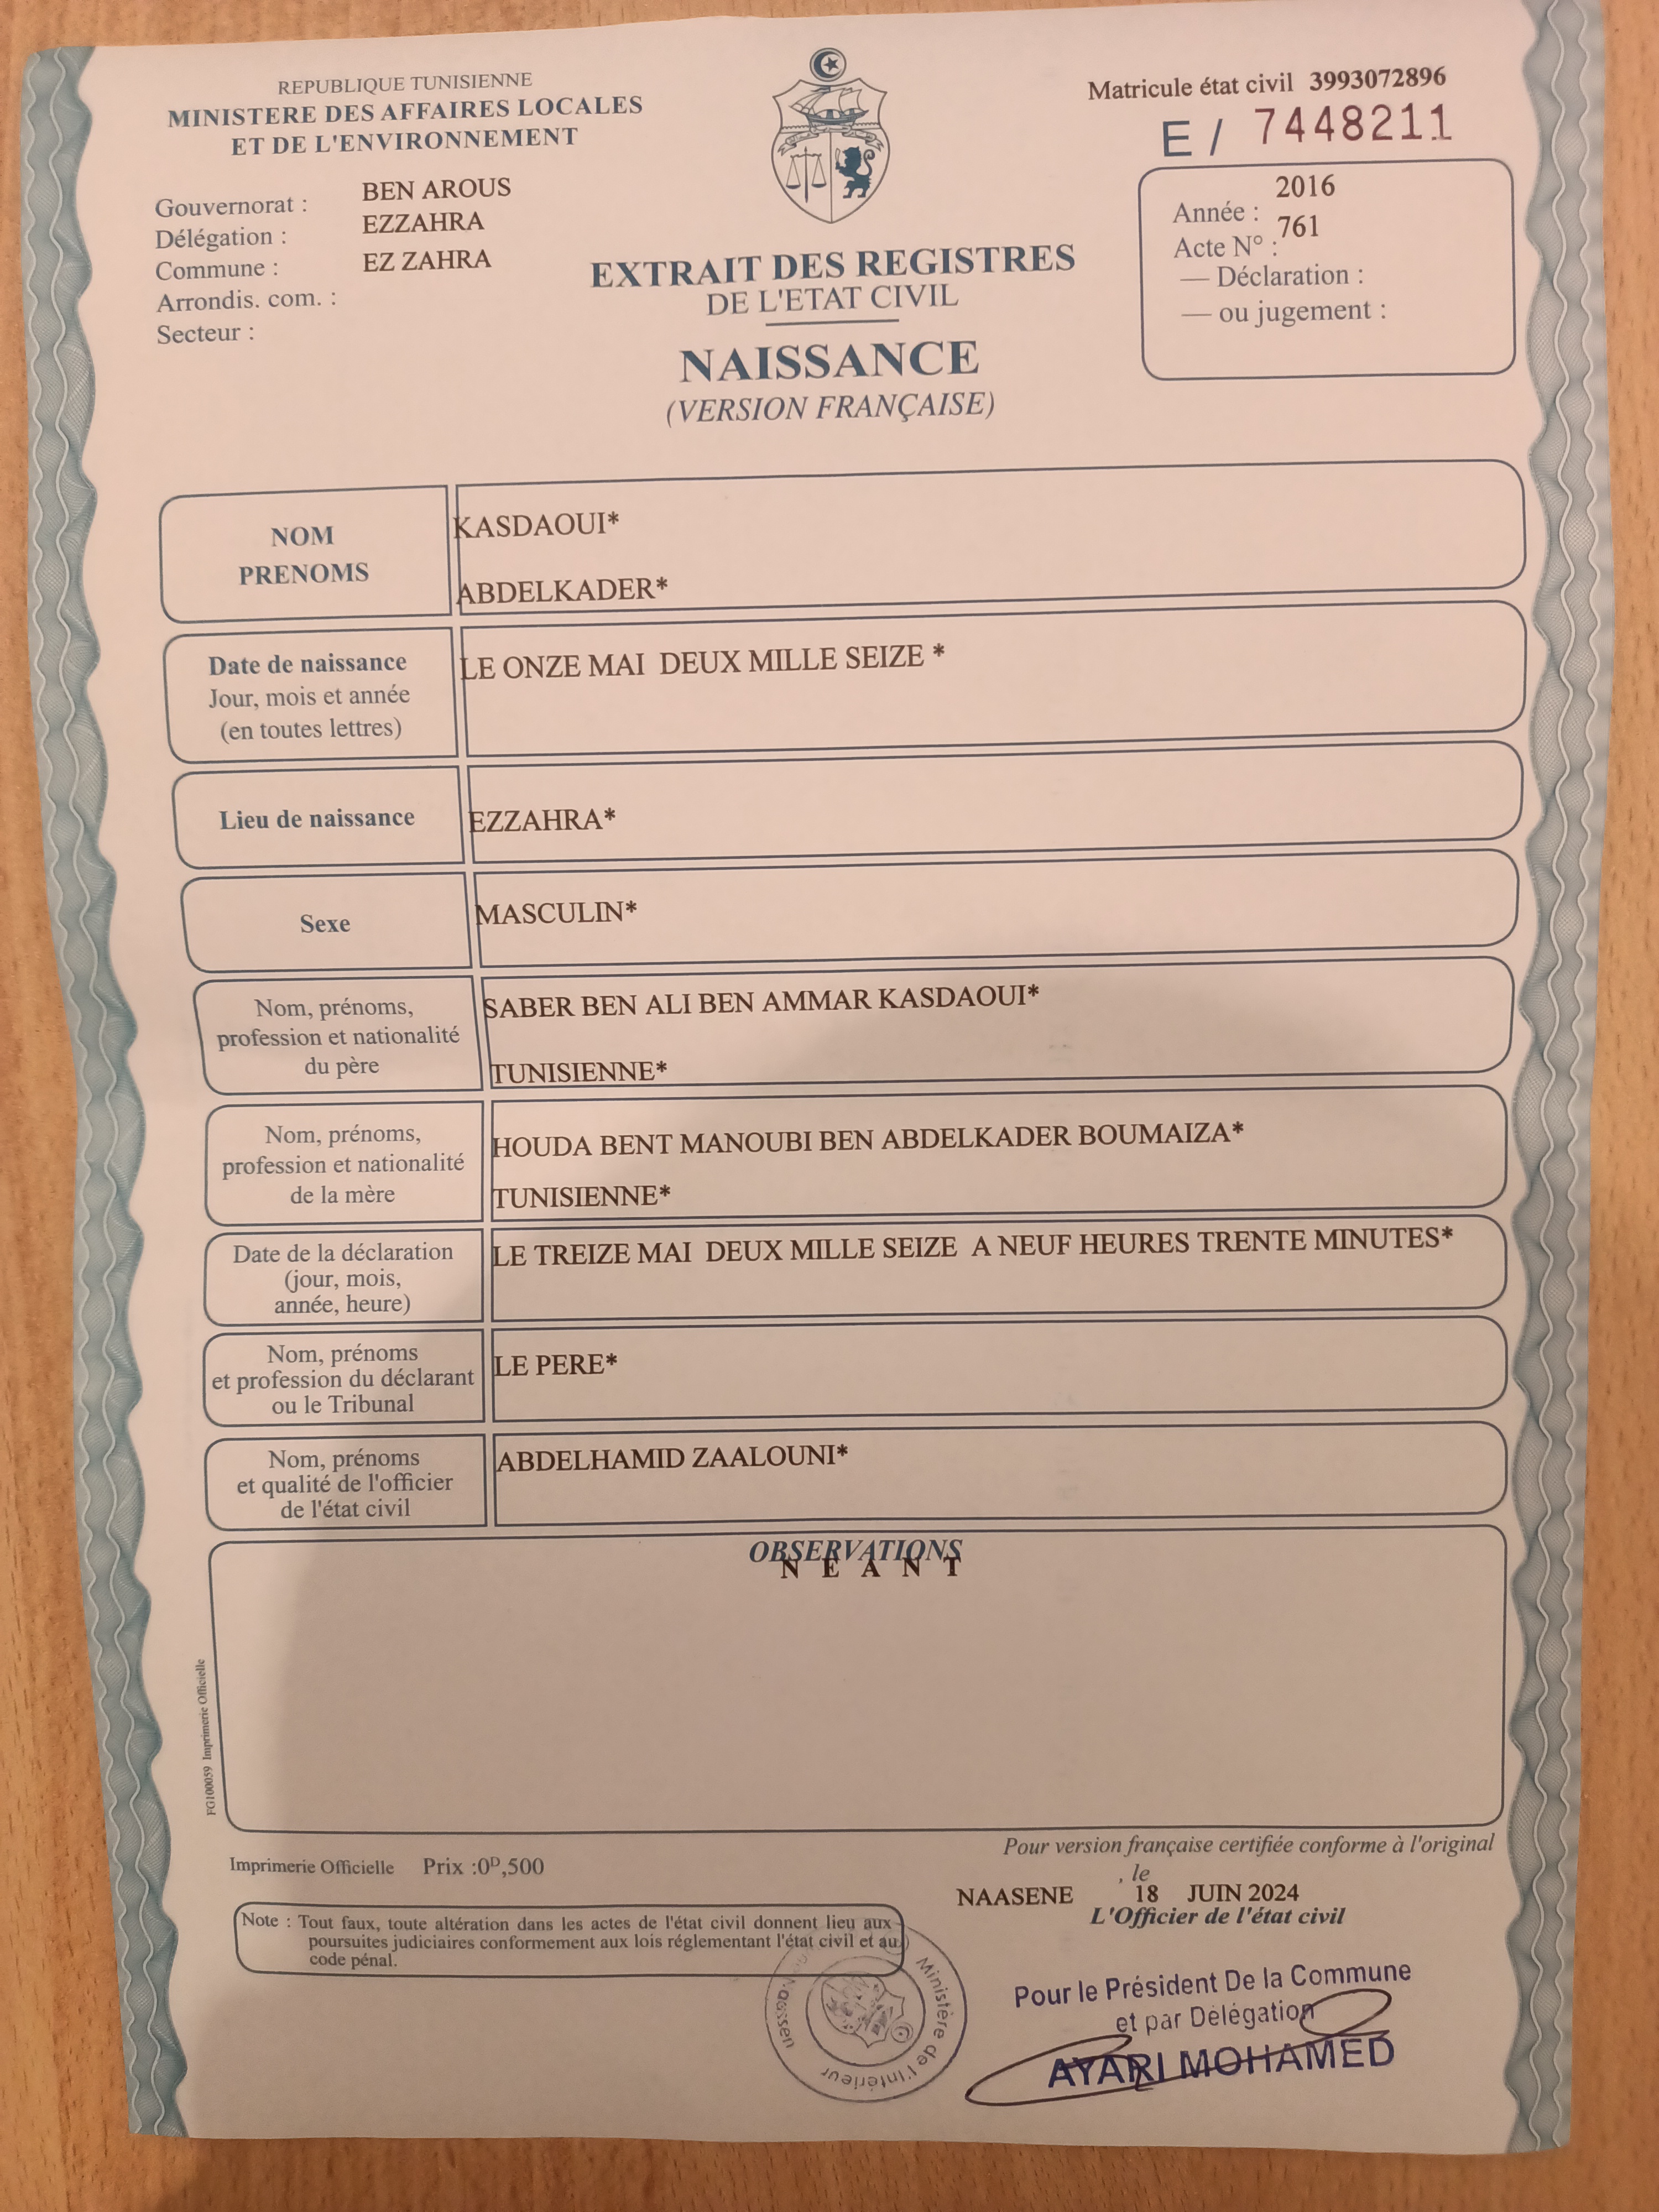 REPUBLIQUE TUNISIENNE
MINISTERE DES AFFAIRES LOCALES
ET DE L'ENVIRONNEMENT
Gouvernorat : BEN AROUS
Délégation : EZZAHRA
Commune : EZ ZAHRA
Arrondis. com. :
Secteur :
Matricule état civil 3993072896
E / 7448211
Année : 2016
Acte N° : 761
— Déclaration :
— ou jugement :
EXTRAIT DES REGISTRES
DE L'ETAT CIVIL
NAISSANCE
(VERSION FRANÇAISE)
NOM
PRENOMS
KASDAOUI*
ABDELKADER*
Date de naissance
Jour, mois et année
(en toutes lettres)
LE ONZE MAI DEUX MILLE SEIZE *
Lieu de naissance
EZZAHRA*
Sexe
MASCULIN*
Nom, prénoms,
profession et nationalité
du père
SABER BEN ALI BEN AMMAR KASDAOUI*
TUNISIENNE*
Nom, prénoms,
profession et nationalité
de la mère
HOUDA BENT MANOUBI BEN ABDELKADER BOUMAIZA*
TUNISIENNE*
Date de la déclaration
(jour, mois,
année, heure)
LE TREIZE MAI DEUX MILLE SEIZE A NEUF HEURES TRENTE MINUTES*
Nom, prénoms
et profession du déclarant
ou le Tribunal
LE PERE*
Nom, prénoms
et qualité de l'officier
de l'état civil
ABDELHAMID ZAALOUNI*
OBSERVATIONS
N E A N T
FG100059 Imprimerie Officielle
Imprimerie Officielle Prix :0ᴰ,500
Pour version française certifiée conforme à l'original
, le
NAASENE 18 JUIN 2024
L'Officier de l'état civil
Note : Tout faux, toute altération dans les actes de l'état civil donnent lieu aux
poursuites judiciaires conformement aux lois réglementant l'état civil et au
code pénal.
Ministère de l'Intérieur
Pour le Président De la Commune
et par Délégation
AYARI MOHAMED